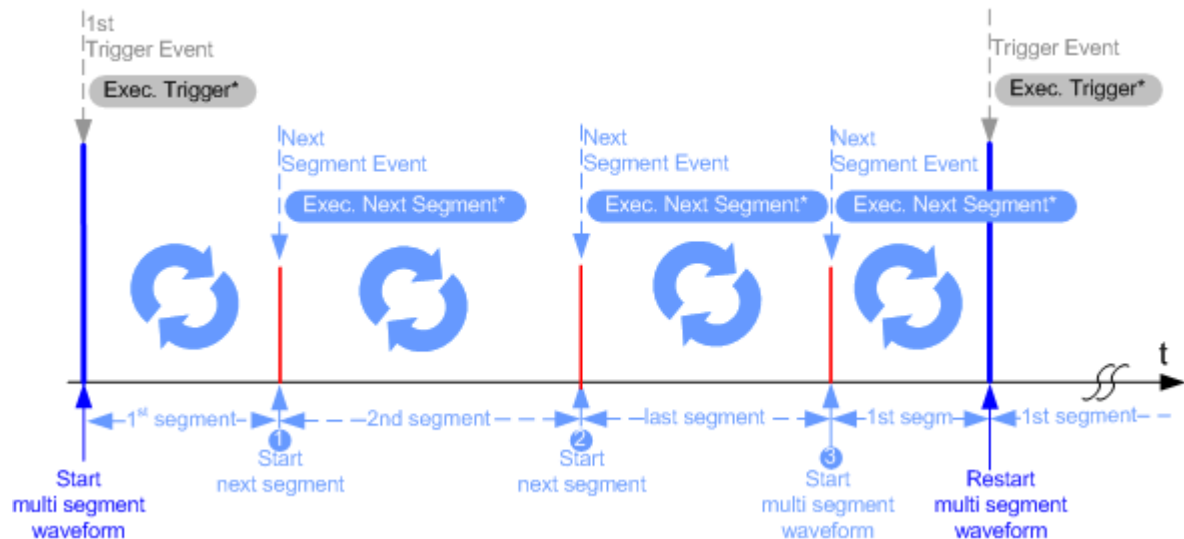 1st
Trigger Event
Exec. Trigger*
Trigger Event
Exec. Trigger*
Next
Segment Event
Exec. Next Segment*
Next
Segment Event
Exec. Next Segment*
Next
Segment Event
Exec. Next Segment*
t
1st segment
2nd segment
last segment
1st segm
1st segment
1
2
3
Start
multi segment
waveform
Start
next segment
Start
next segment
Start
multi segment
waveform
Restart
multi segment
waveform